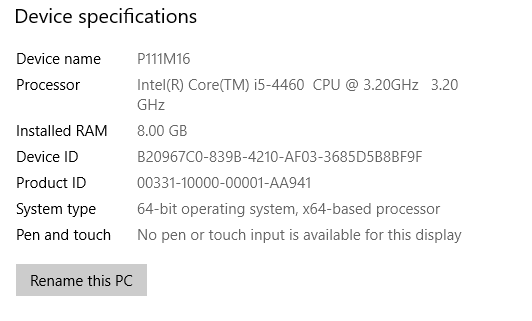 Device specifications
Device name P111M16
Processor Intel(R) Core(TM) i5-4460 CPU @ 3.20GHz 3.20
GHz
Installed RAM 8.00 GB
Device ID B20967C0-839B-4210-AF03-3685D5B8BF9F
Product ID 00331-10000-00001-AA941
System type 64-bit operating system, x64-based processor
Pen and touch No pen or touch input is available for this display
Rename this PC